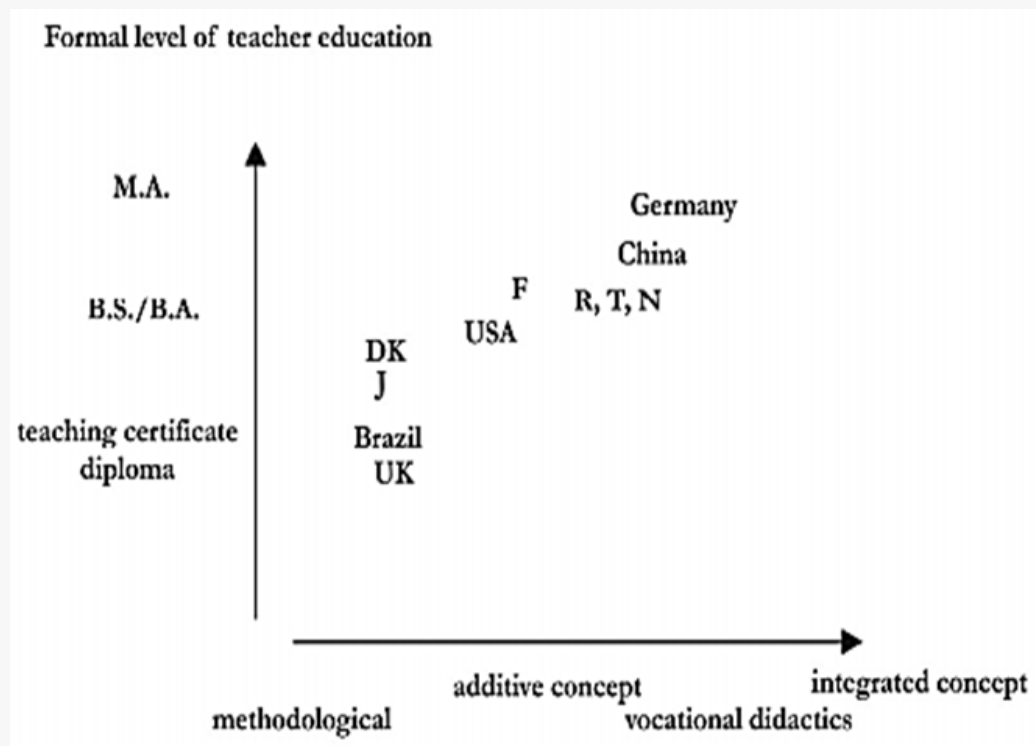 Formal level of teacher education
M.A.
Germany
China
F
R, T, N
B.S./B.A.
USA
DK
J
teaching certificate
diploma
Brazil
UK
additive concept
integrated concept
methodological
vocational didactics